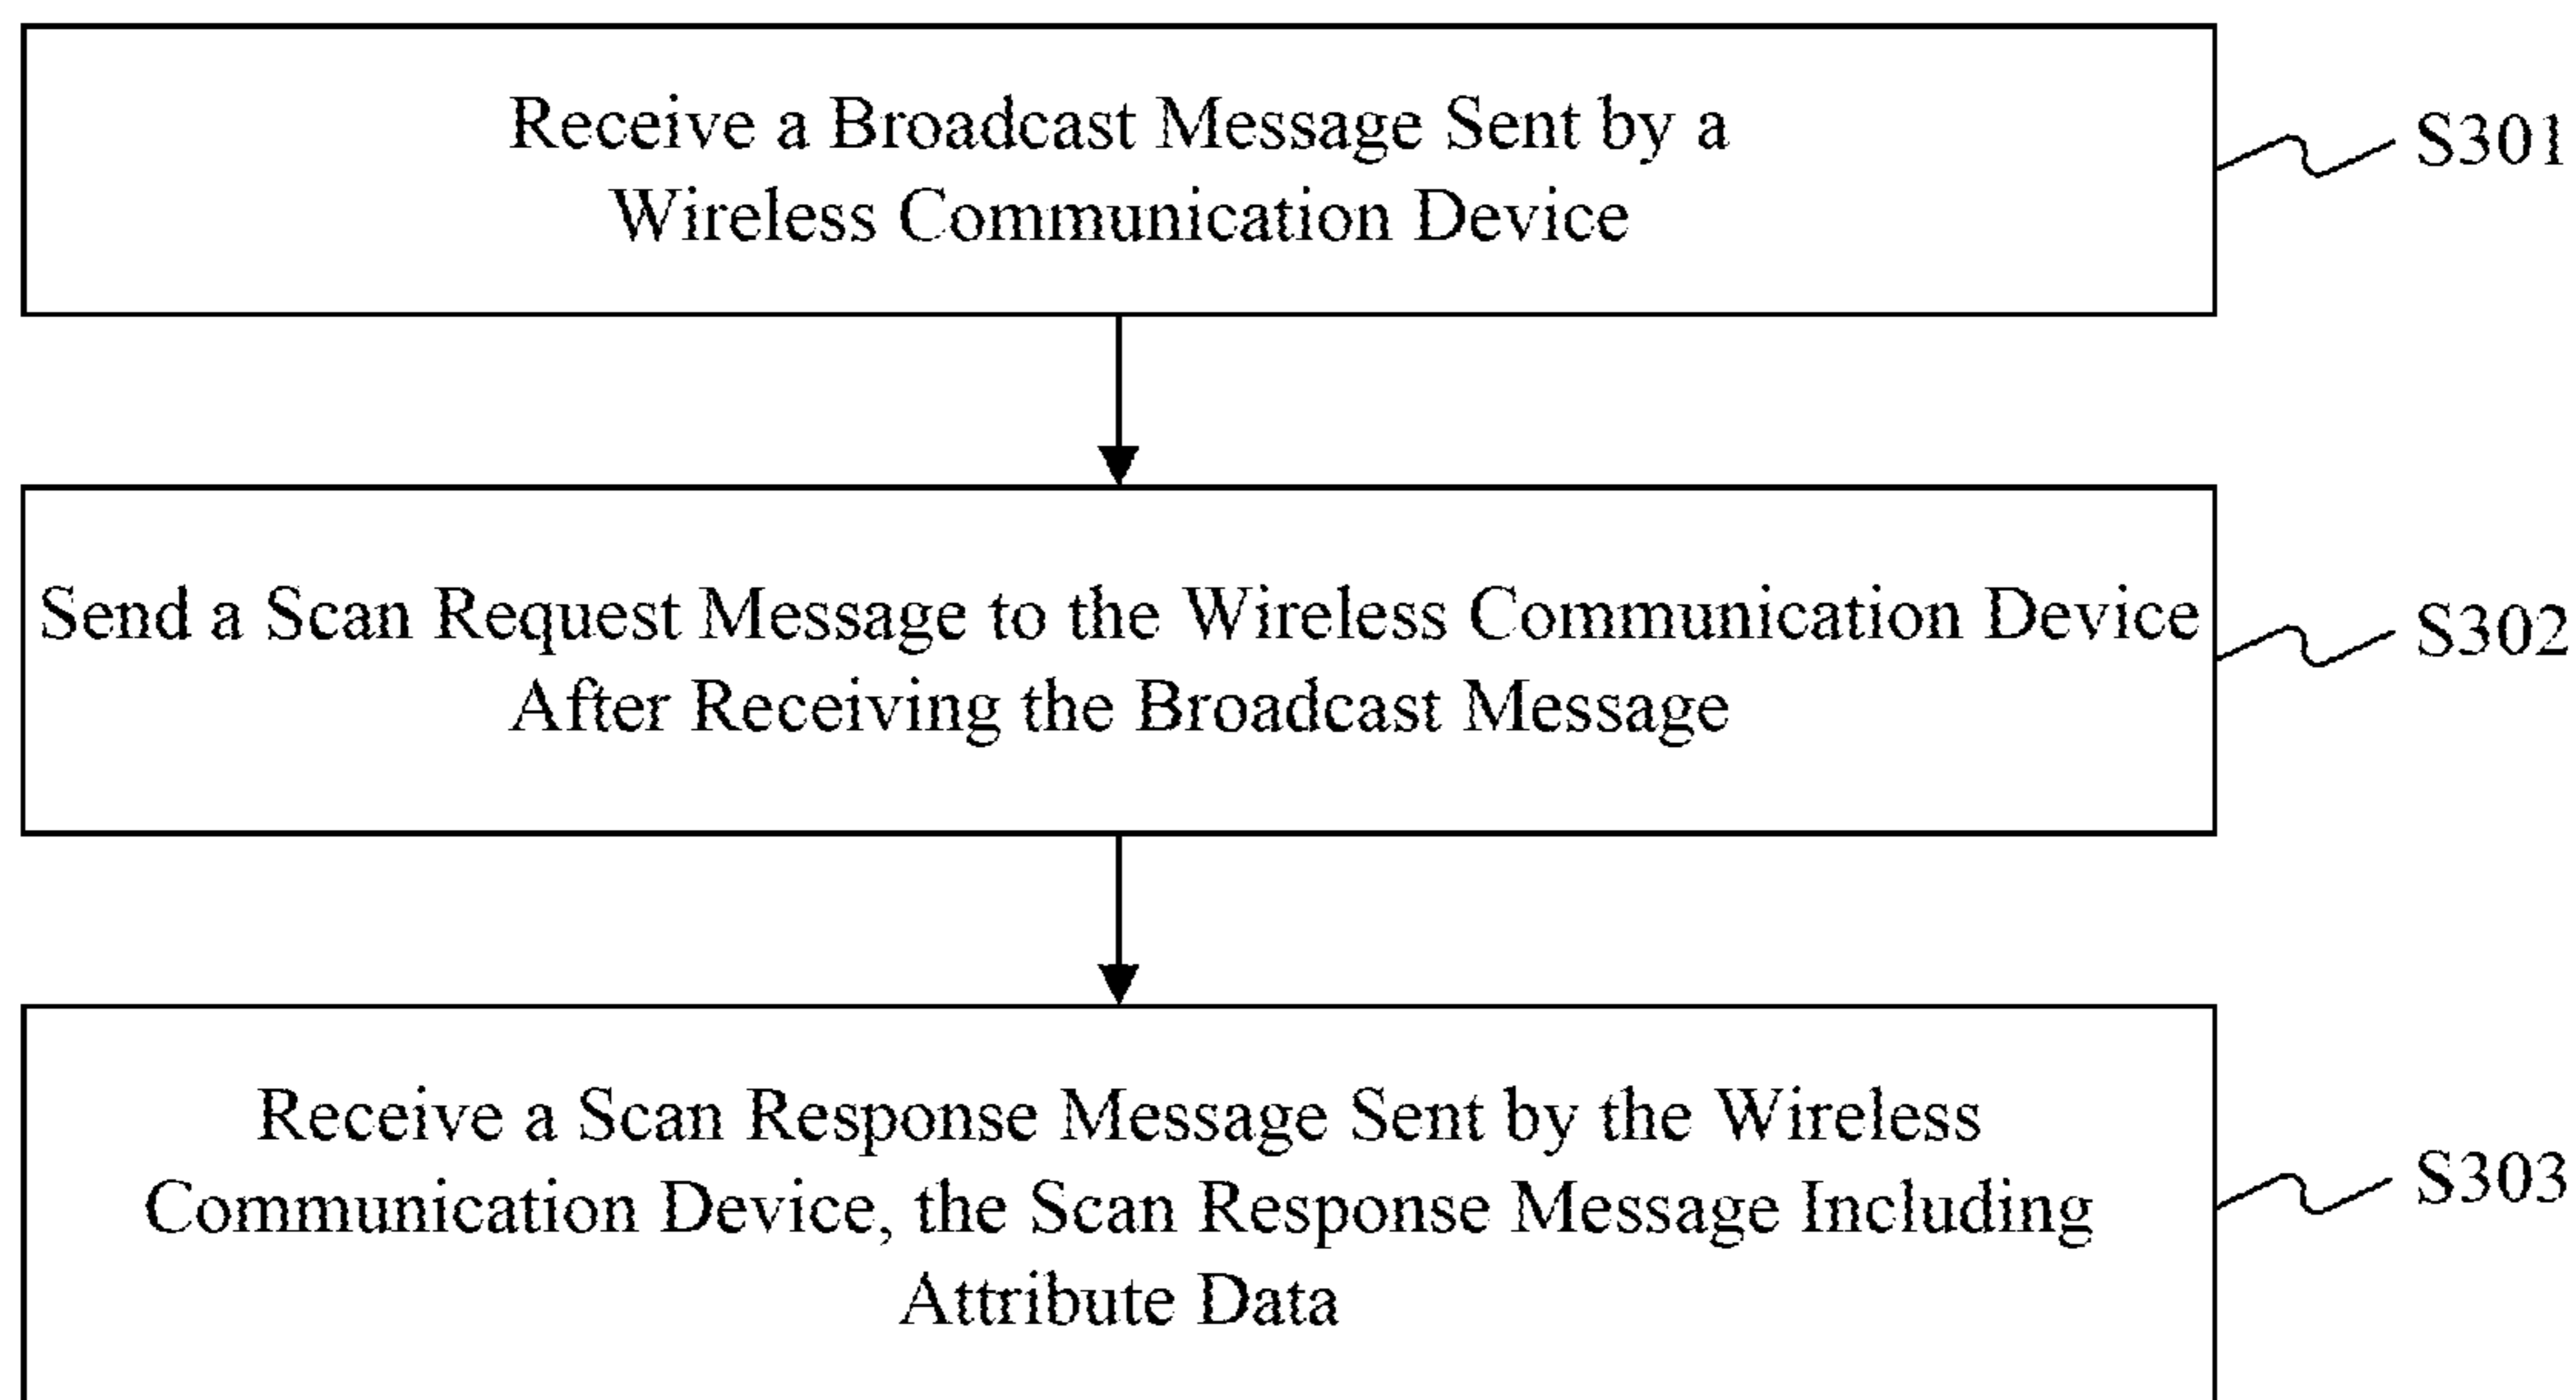 Receive a Broadcast Message Sent by a
Wireless Communication Device
S301
Send a Scan Request Message to the Wireless Communication Device
After Receiving the Broadcast Message
S302
Receive a Scan Response Message Sent by the Wireless
Communication Device, the Scan Response Message Including
Attribute Data
S303